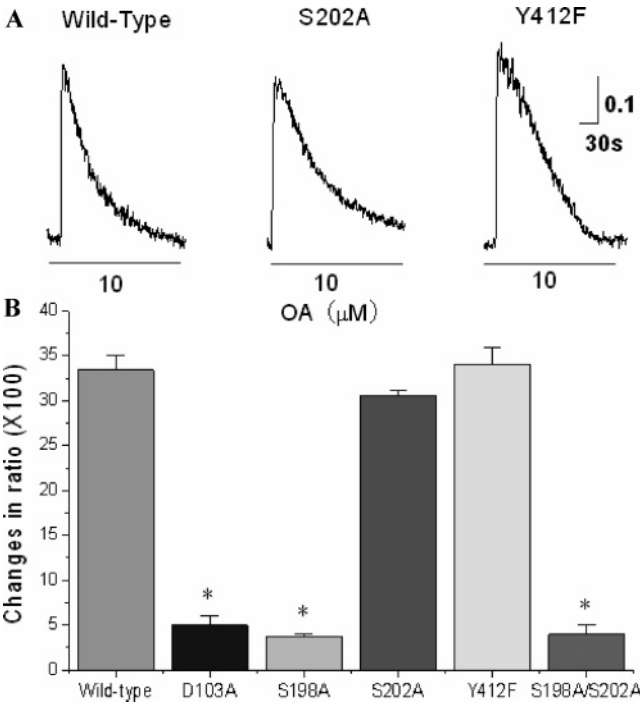 A Wild-Type S202A Y412F
0.1
30s
10 10 10
B OA (μM)
Changes in ratio (X100)
40
35
30
25
20
15
10
5
0
* * *
Wild-type D103A S198A S202A Y412F S198A/S202A